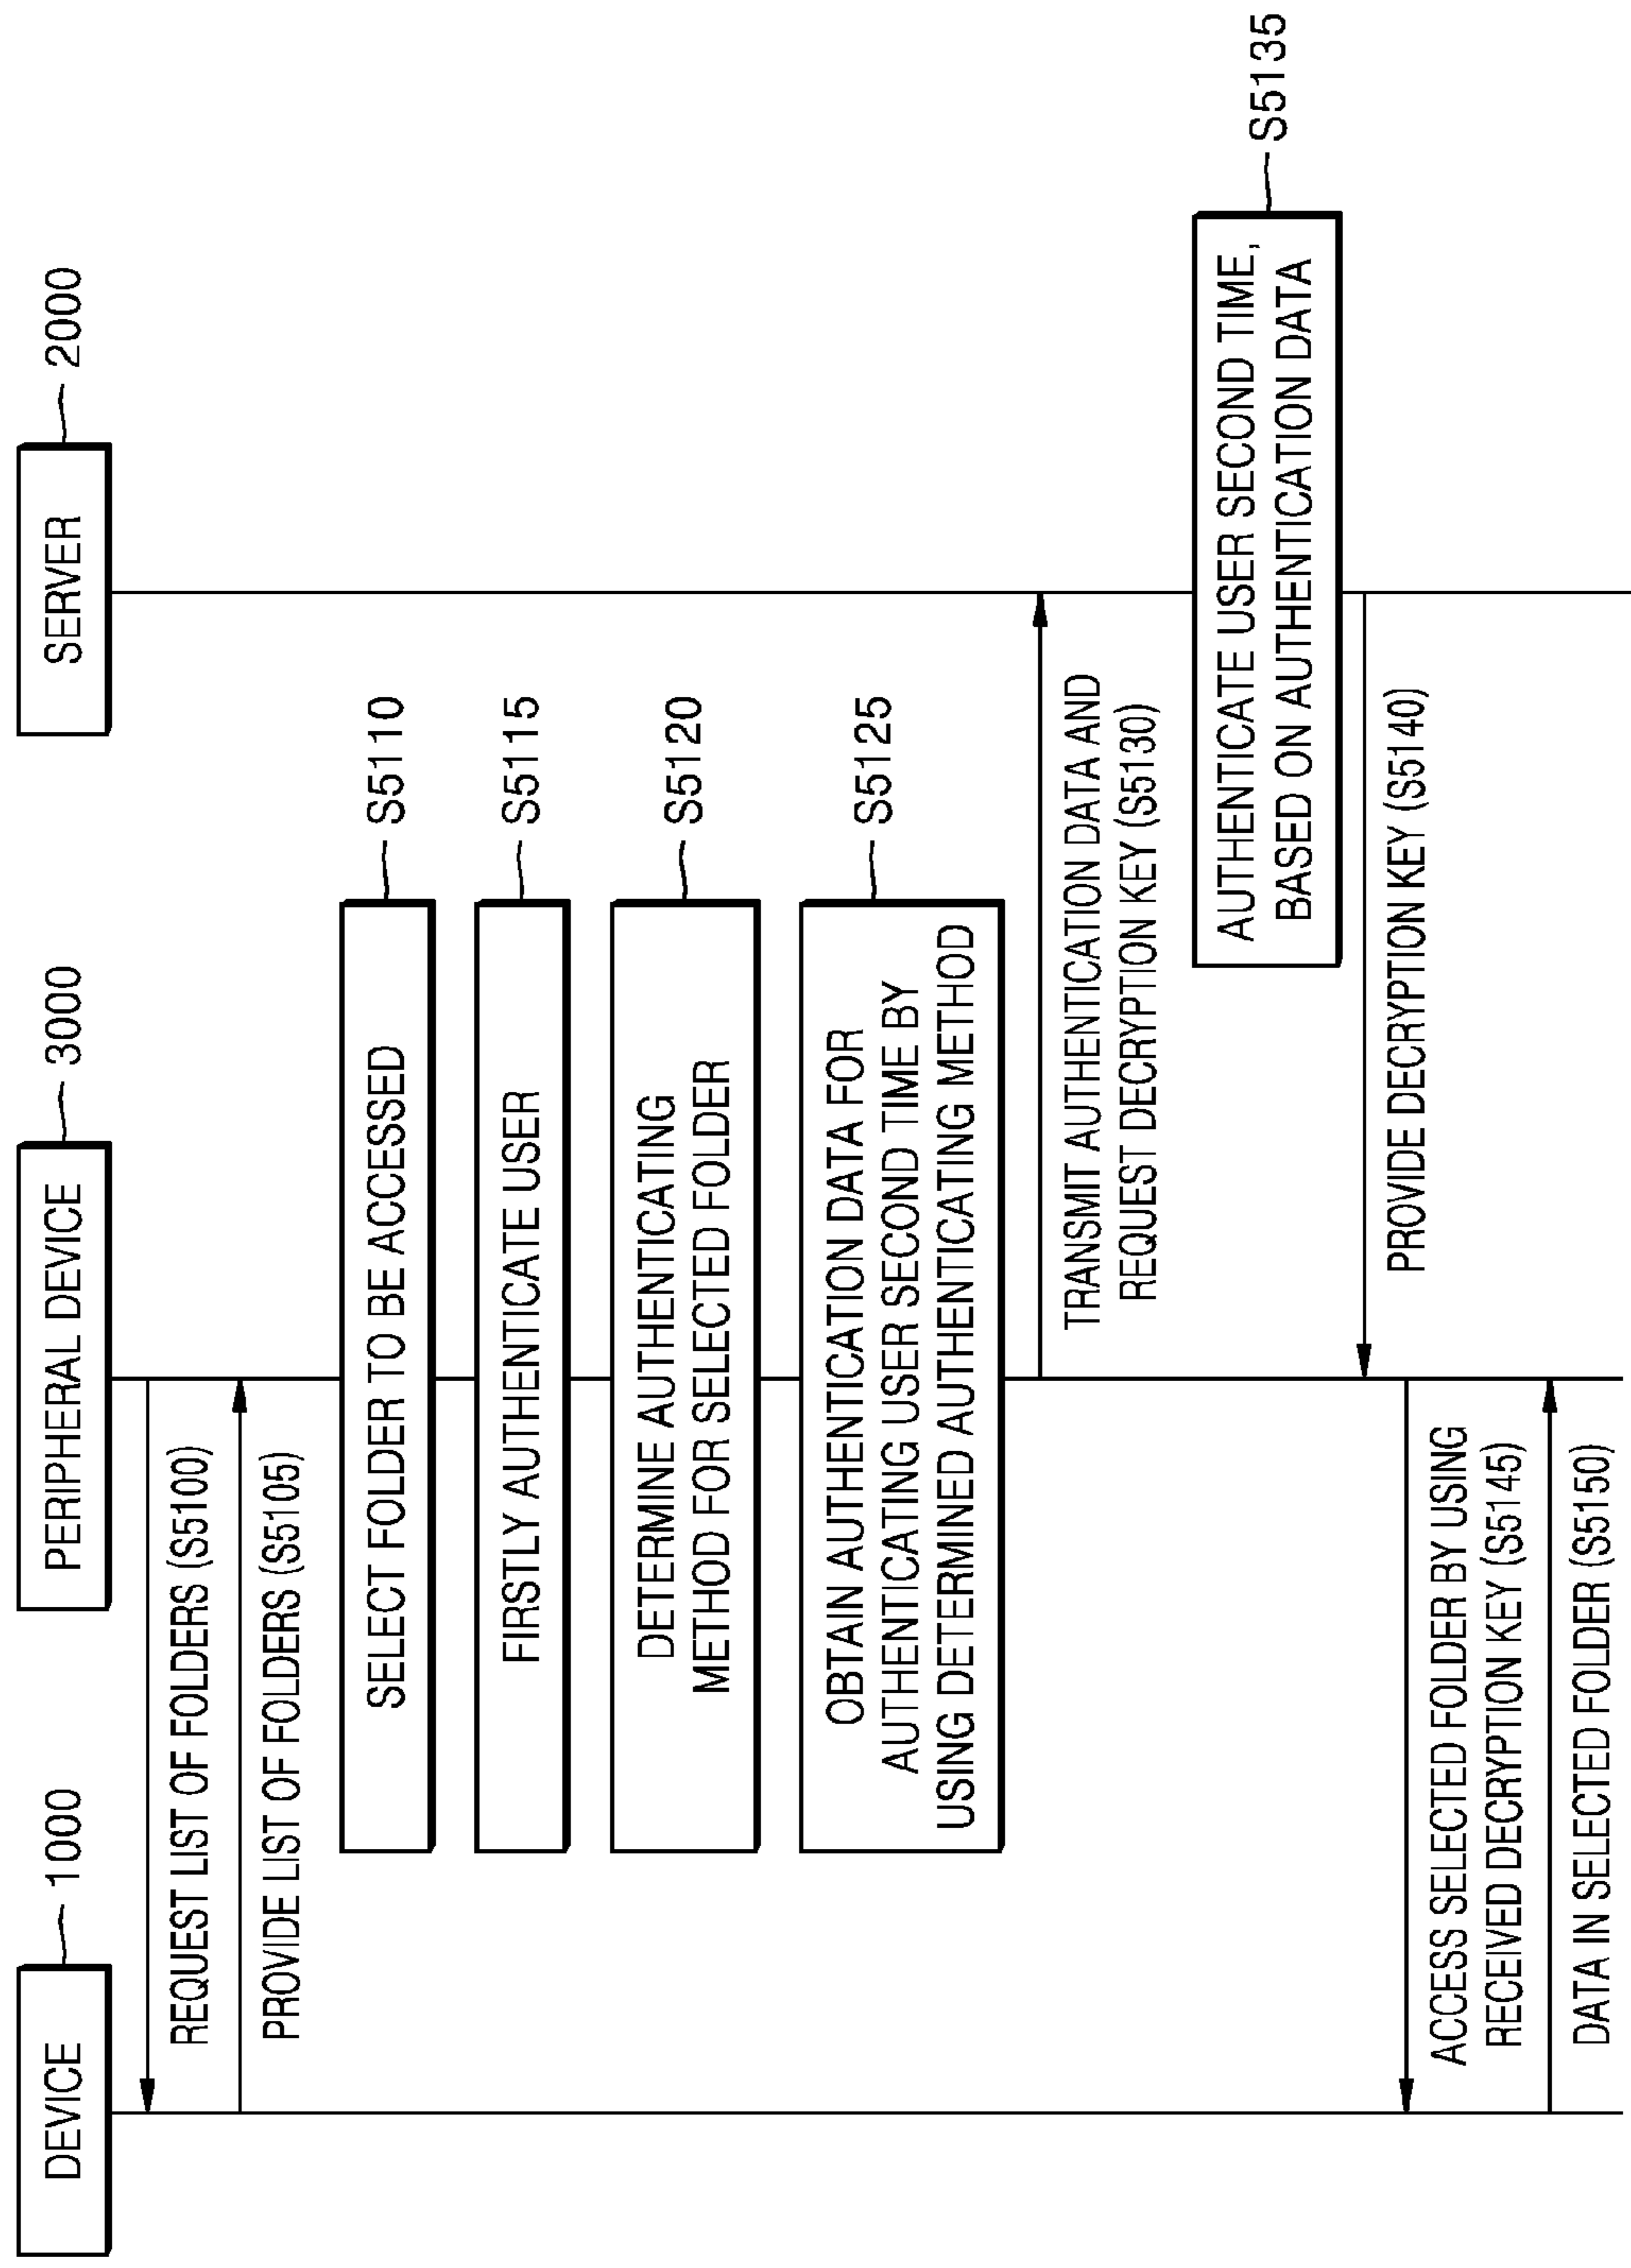 DEVICE
1000
PERIPHERAL DEVICE
3000
SERVER
2000
REQUEST LIST OF FOLDERS (S5100)
PROVIDE LIST OF FOLDERS (S5105)
SELECT FOLDER TO BE ACCESSED
S5110
FIRSTLY AUTHENTICATE USER
S5115
DETERMINE AUTHENTICATING
METHOD FOR SELECTED FOLDER
S5120
OBTAIN AUTHENTICATION DATA FOR
AUTHENTICATING USER SECOND TIME BY
USING DETERMINED AUTHENTICATING METHOD
S5125
TRANSMIT AUTHENTICATION DATA AND
REQUEST DECRYPTION KEY (S5130)
AUTHENTICATE USER SECOND TIME,
BASED ON AUTHENTICATION DATA
S5135
PROVIDE DECRYPTION KEY (S5140)
ACCESS SELECTED FOLDER BY USING
RECEIVED DECRYPTION KEY (S5145)
DATA IN SELECTED FOLDER (S5150)